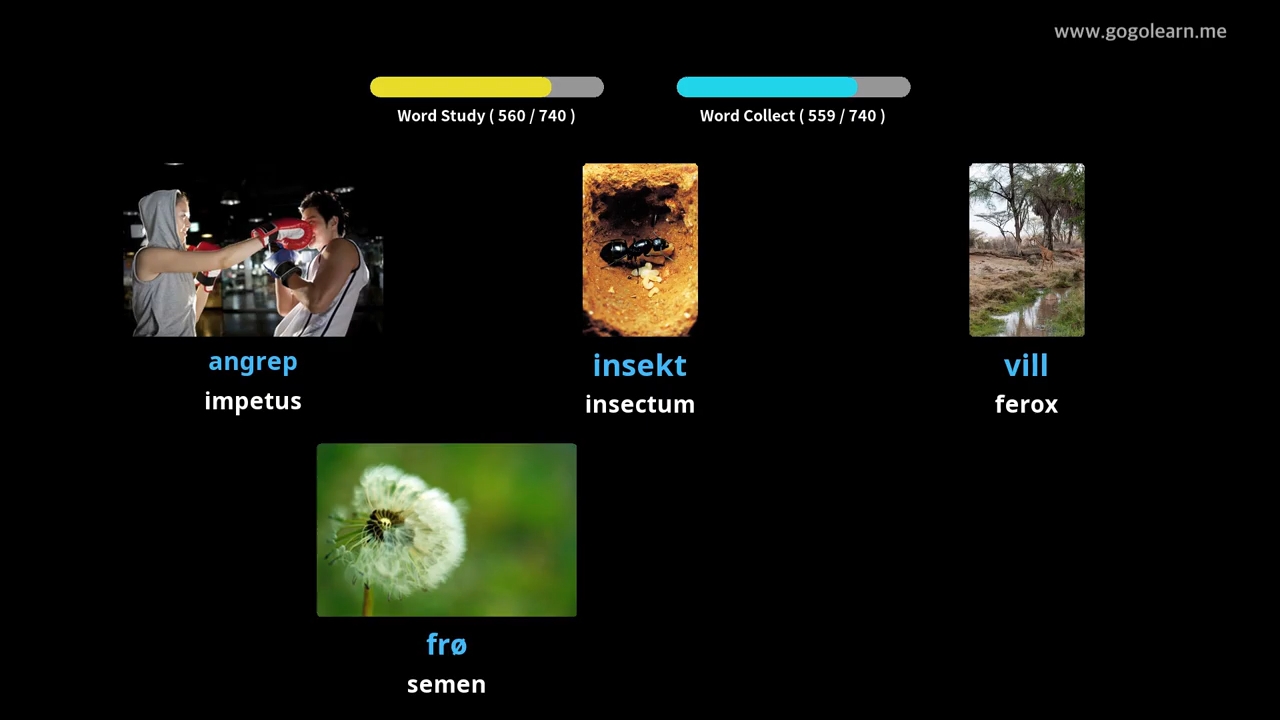 www.gogolearn.me
Word Study ( 560 / 740 )
Word Collect ( 559 / 740 )
angrep
impetus
insekt
insectum
vill
ferox
frø
semen